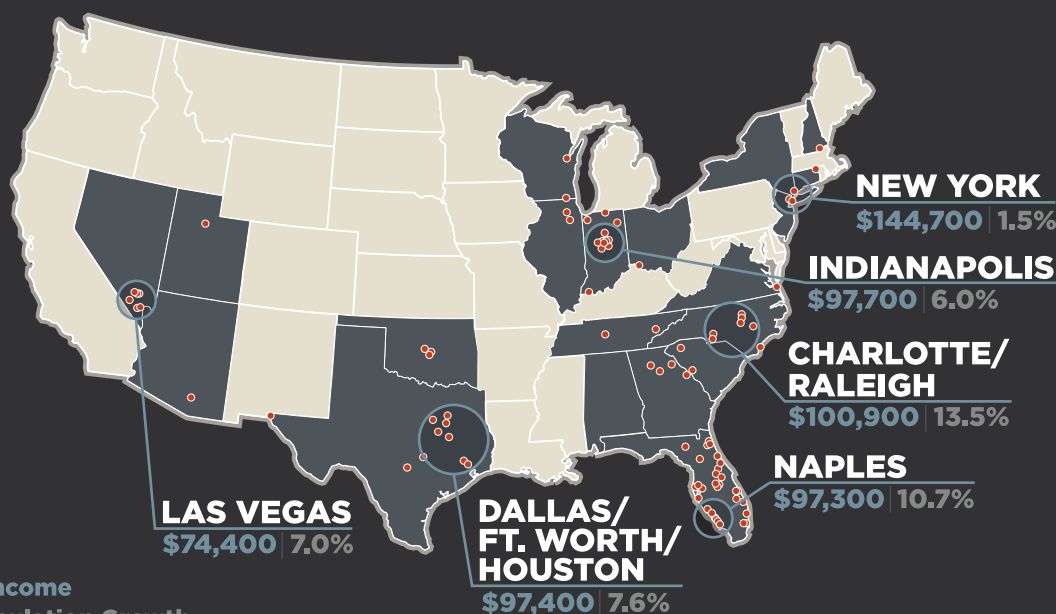 NEW YORK
$144,700 | 1.5%
INDIANAPOLIS
$97,700 | 6.0%
CHARLOTTE/
RALEIGH
$100,900 | 13.5%
NAPLES
$97,300 | 10.7%
LAS VEGAS
$74,400 | 7.0%
DALLAS/
FT. WORTH/
HOUSTON
$97,400 | 7.6%